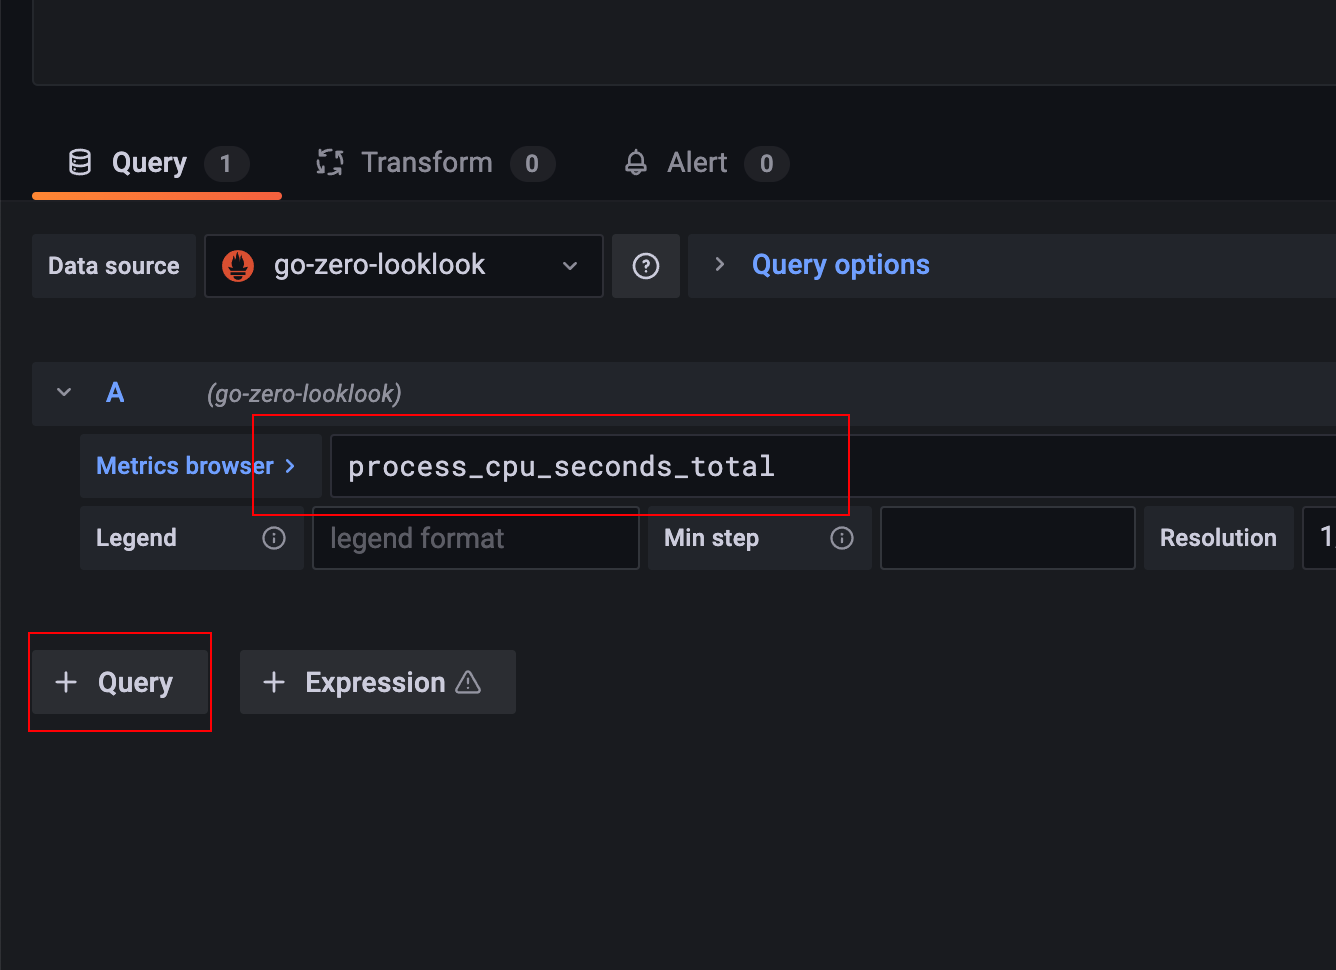 Query 1 Transform 0 Alert 0
Data source go-zero-looklook Query options
A (go-zero-looklook)
Metrics browser process_cpu_seconds_total
Legend legend format Min step Resolution 1
+ Query + Expression